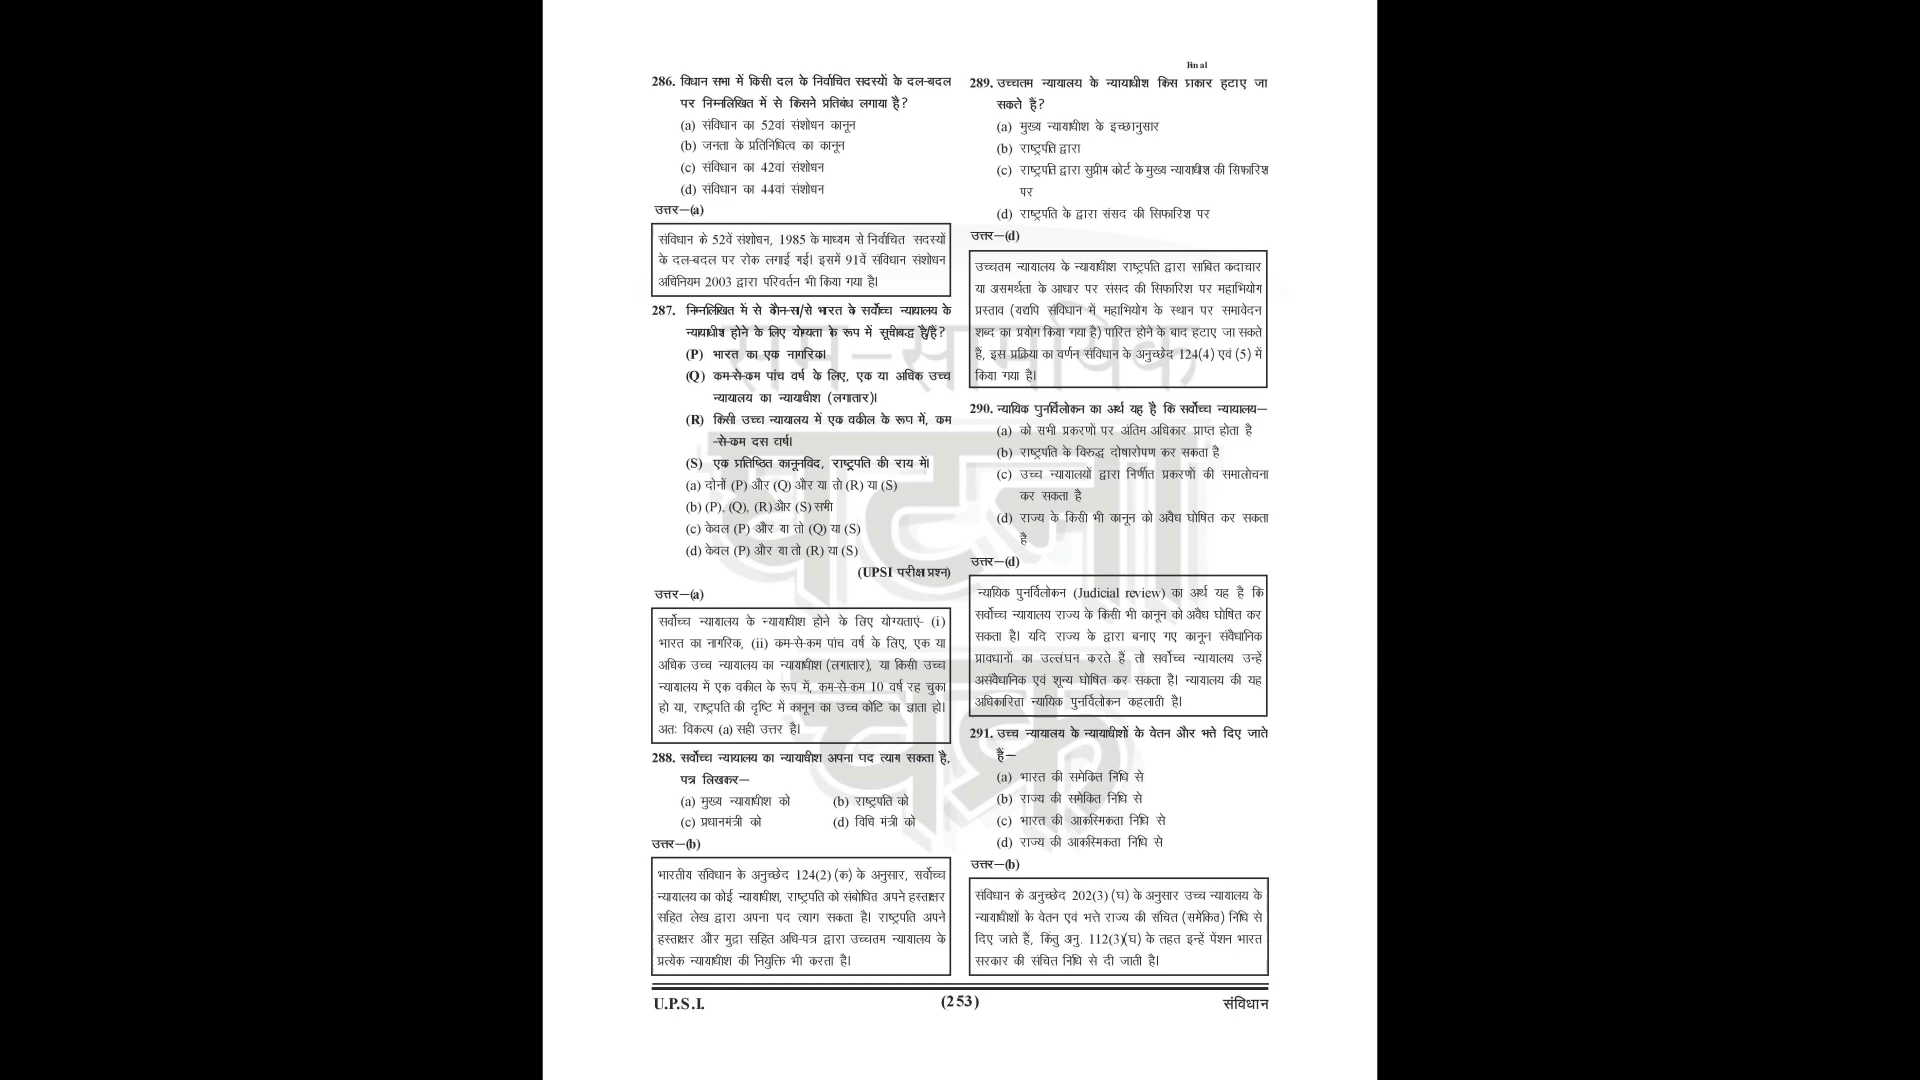 Final
286. विधान सभा में किसी दल के निर्वाचित सदस्यों के दल-बदल
पर निम्नलिखित में से किसने प्रतिबंध लगाया है?
(a) संविधान का 52वां संशोधन कानून
(b) जनता के प्रतिनिधित्व का कानून
(c) संविधान का 42वां संशोधन
(d) संविधान का 44वां संशोधन
उत्तर—(a)
संविधान के 52वें संशोधन, 1985 के माध्यम से निर्वाचित सदस्यों
के दल-बदल पर रोक लगाई गई। इसमें 91वें संविधान संशोधन
अधिनियम 2003 द्वारा परिवर्तन भी किया गया है।
287. निम्नलिखित में से कौन-सा/से भारत के सर्वोच्च न्यायालय के
न्यायाधीश होने के लिए योग्यता के रूप में सूचीबद्ध है/हैं?
(P) भारत का एक नागरिक।
(Q) कम-से-कम पांच वर्ष के लिए, एक या अधिक उच्च
न्यायालय का न्यायाधीश (लगातार)।
(R) किसी उच्च न्यायालय में एक वकील के रूप में, कम
-से-कम दस वार्ष।
(S) एक प्रतिष्ठित कानूनविद, राष्ट्रपति की राय में।
(a) दोनों (P) और (Q) और या तो (R) या (S)
(b) (P), (Q), (R) और (S) सभी
(c) केवल (P) और या तो (Q) या (S)
(d) केवल (P) और या तो (R) या (S)
(UPSI परीक्षा प्रश्न)
उत्तर—(a)
सर्वोच्च न्यायालय के न्यायाधीश होने के लिए योग्यताएं- (i)
भारत का नागरिक, (ii) कम-से-कम पांच वर्ष के लिए, एक या
अधिक उच्च न्यायालय का न्यायाधीश (लगातार), या किसी उच्च
न्यायालय में एक वकील के रूप में, कम-से-कम 10 वर्ष रह चुका
हो या, राष्ट्रपति की दृष्टि में कानून का उच्च कोटि का ज्ञाता हो।
अतः विकल्प (a) सही उत्तर है।
288. सर्वोच्च न्यायालय का न्यायाधीश अपना पद त्याग सकता है,
पत्र लिखकर—
(a) मुख्य न्यायाधीश को (b) राष्ट्रपति को
(c) प्रधानमंत्री को (d) विधि मंत्री को
उत्तर—(b)
भारतीय संविधान के अनुच्छेद 124(2) (क) के अनुसार, सर्वोच्च
न्यायालय का कोई न्यायाधीश, राष्ट्रपति को संबोधित अपने हस्ताक्षर
सहित लेख द्वारा अपना पद त्याग सकता है। राष्ट्रपति अपने
हस्ताक्षर और मुद्रा सहित अधि-पत्र द्वारा उच्चतम न्यायालय के
प्रत्येक न्यायाधीश की नियुक्ति भी करता है।
289. उच्चतम न्यायालय के न्यायाधीश किस प्रकार हटाए जा
सकते हैं?
(a) मुख्य न्यायाधीश के इच्छानुसार
(b) राष्ट्रपति द्वारा
(c) राष्ट्रपति द्वारा सुप्रीम कोर्ट के मुख्य न्यायाधीश की सिफारिश
पर
(d) राष्ट्रपति के द्वारा संसद की सिफारिश पर
उत्तर—(d)
उच्चतम न्यायालय के न्यायाधीश राष्ट्रपति द्वारा साबित कदाचार
या असमर्थता के आधार पर संसद की सिफारिश पर महाभियोग
प्रस्ताव (यद्यपि संविधान में महाभियोग के स्थान पर समावेदन
शब्द का प्रयोग किया गया है) पारित होने के बाद हटाए जा सकते
हैं, इस प्रक्रिया का वर्णन संविधान के अनुच्छेद 124(4) एवं (5) में
किया गया है।
290. न्यायिक पुनर्विलोकन का अर्थ यह है कि सर्वोच्च न्यायालय—
(a) को सभी प्रकरणों पर अंतिम अधिकार प्राप्त होता है
(b) राष्ट्रपति के विरुद्ध दोषारोपण कर सकता है
(c) उच्च न्यायालयों द्वारा निर्णीत प्रकरणों की समालोचना
कर सकता है
(d) राज्य के किसी भी कानून को अवैध घोषित कर सकता
है
उत्तर—(d)
न्यायिक पुनर्विलोकन (Judicial review) का अर्थ यह है कि
सर्वोच्च न्यायालय राज्य के किसी भी कानून को अवैध घोषित कर
सकता है। यदि राज्य के द्वारा बनाए गए कानून संवैधानिक
प्रावधानों का उल्लंघन करते हैं तो सर्वोच्च न्यायालय उन्हें
असंवैधानिक एवं शून्य घोषित कर सकता है। न्यायालय की यह
अधिकारिता न्यायिक पुनर्विलोकन कहलाती है।
291. उच्च न्यायालय के न्यायाधीशों के वेतन और भत्ते दिए जाते
हैं—
(a) भारत की समेकित निधि से
(b) राज्य की समेकित निधि से
(c) भारत की आकस्मिकता निधि से
(d) राज्य की आकस्मिकता निधि से
उत्तर—(b)
संविधान के अनुच्छेद 202(3) (घ) के अनुसार उच्च न्यायालय के
न्यायाधीशों के वेतन एवं भत्ते राज्य की संचित (समेकित) निधि से
दिए जाते हैं, किंतु अनु. 112(3)(घ) के तहत इन्हें पेंशन भारत
सरकार की संचित निधि से दी जाती है।
सम-सामयिक
घटना
चक्र
U.P.S.I. (253) संविधान